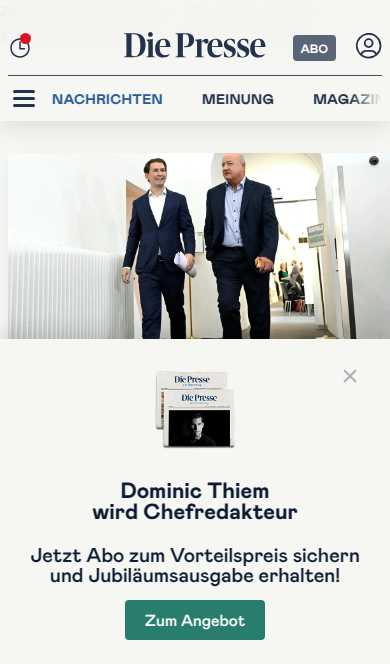 Die Presse
ABO
NACHRICHTEN MEINUNG MAGAZIN
Die Presse
Die Presse
Dominic Thiem
wird Chefredakteur
Jetzt Abo zum Vorteilspreis sichern
und Jubiläumsausgabe erhalten!
Zum Angebot